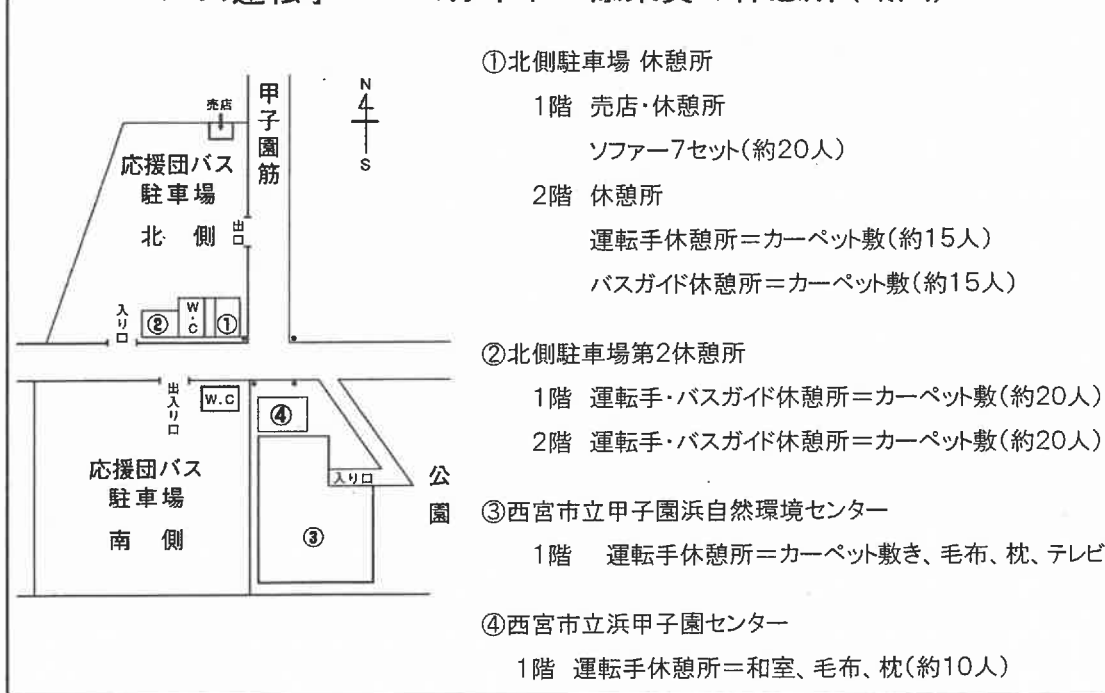 ①北側駐車場 休憩所
1階 売店・休憩所
ソファー7セット(約20人)
2階 休憩所
運転手休憩所=カーペット敷(約15人)
バスガイド休憩所=カーペット敷(約15人)
②北側駐車場第2休憩所
1階 運転手・バスガイド休憩所=カーペット敷(約20人)
2階 運転手・バスガイド休憩所=カーペット敷(約20人)
③西宮市立甲子園浜自然環境センター
1階 運転手休憩所=カーペット敷き、毛布、枕、テレビ
④西宮市立浜甲子園センター
1階 運転手休憩所=和室、毛布、枕(約10人)
売店
甲子園筋
N
S
応援団バス
駐車場
北 側
出口
入り口
②
W・C
①
出入り口
W.C
④
応援団バス
駐車場
南 側
入り口
③
公園